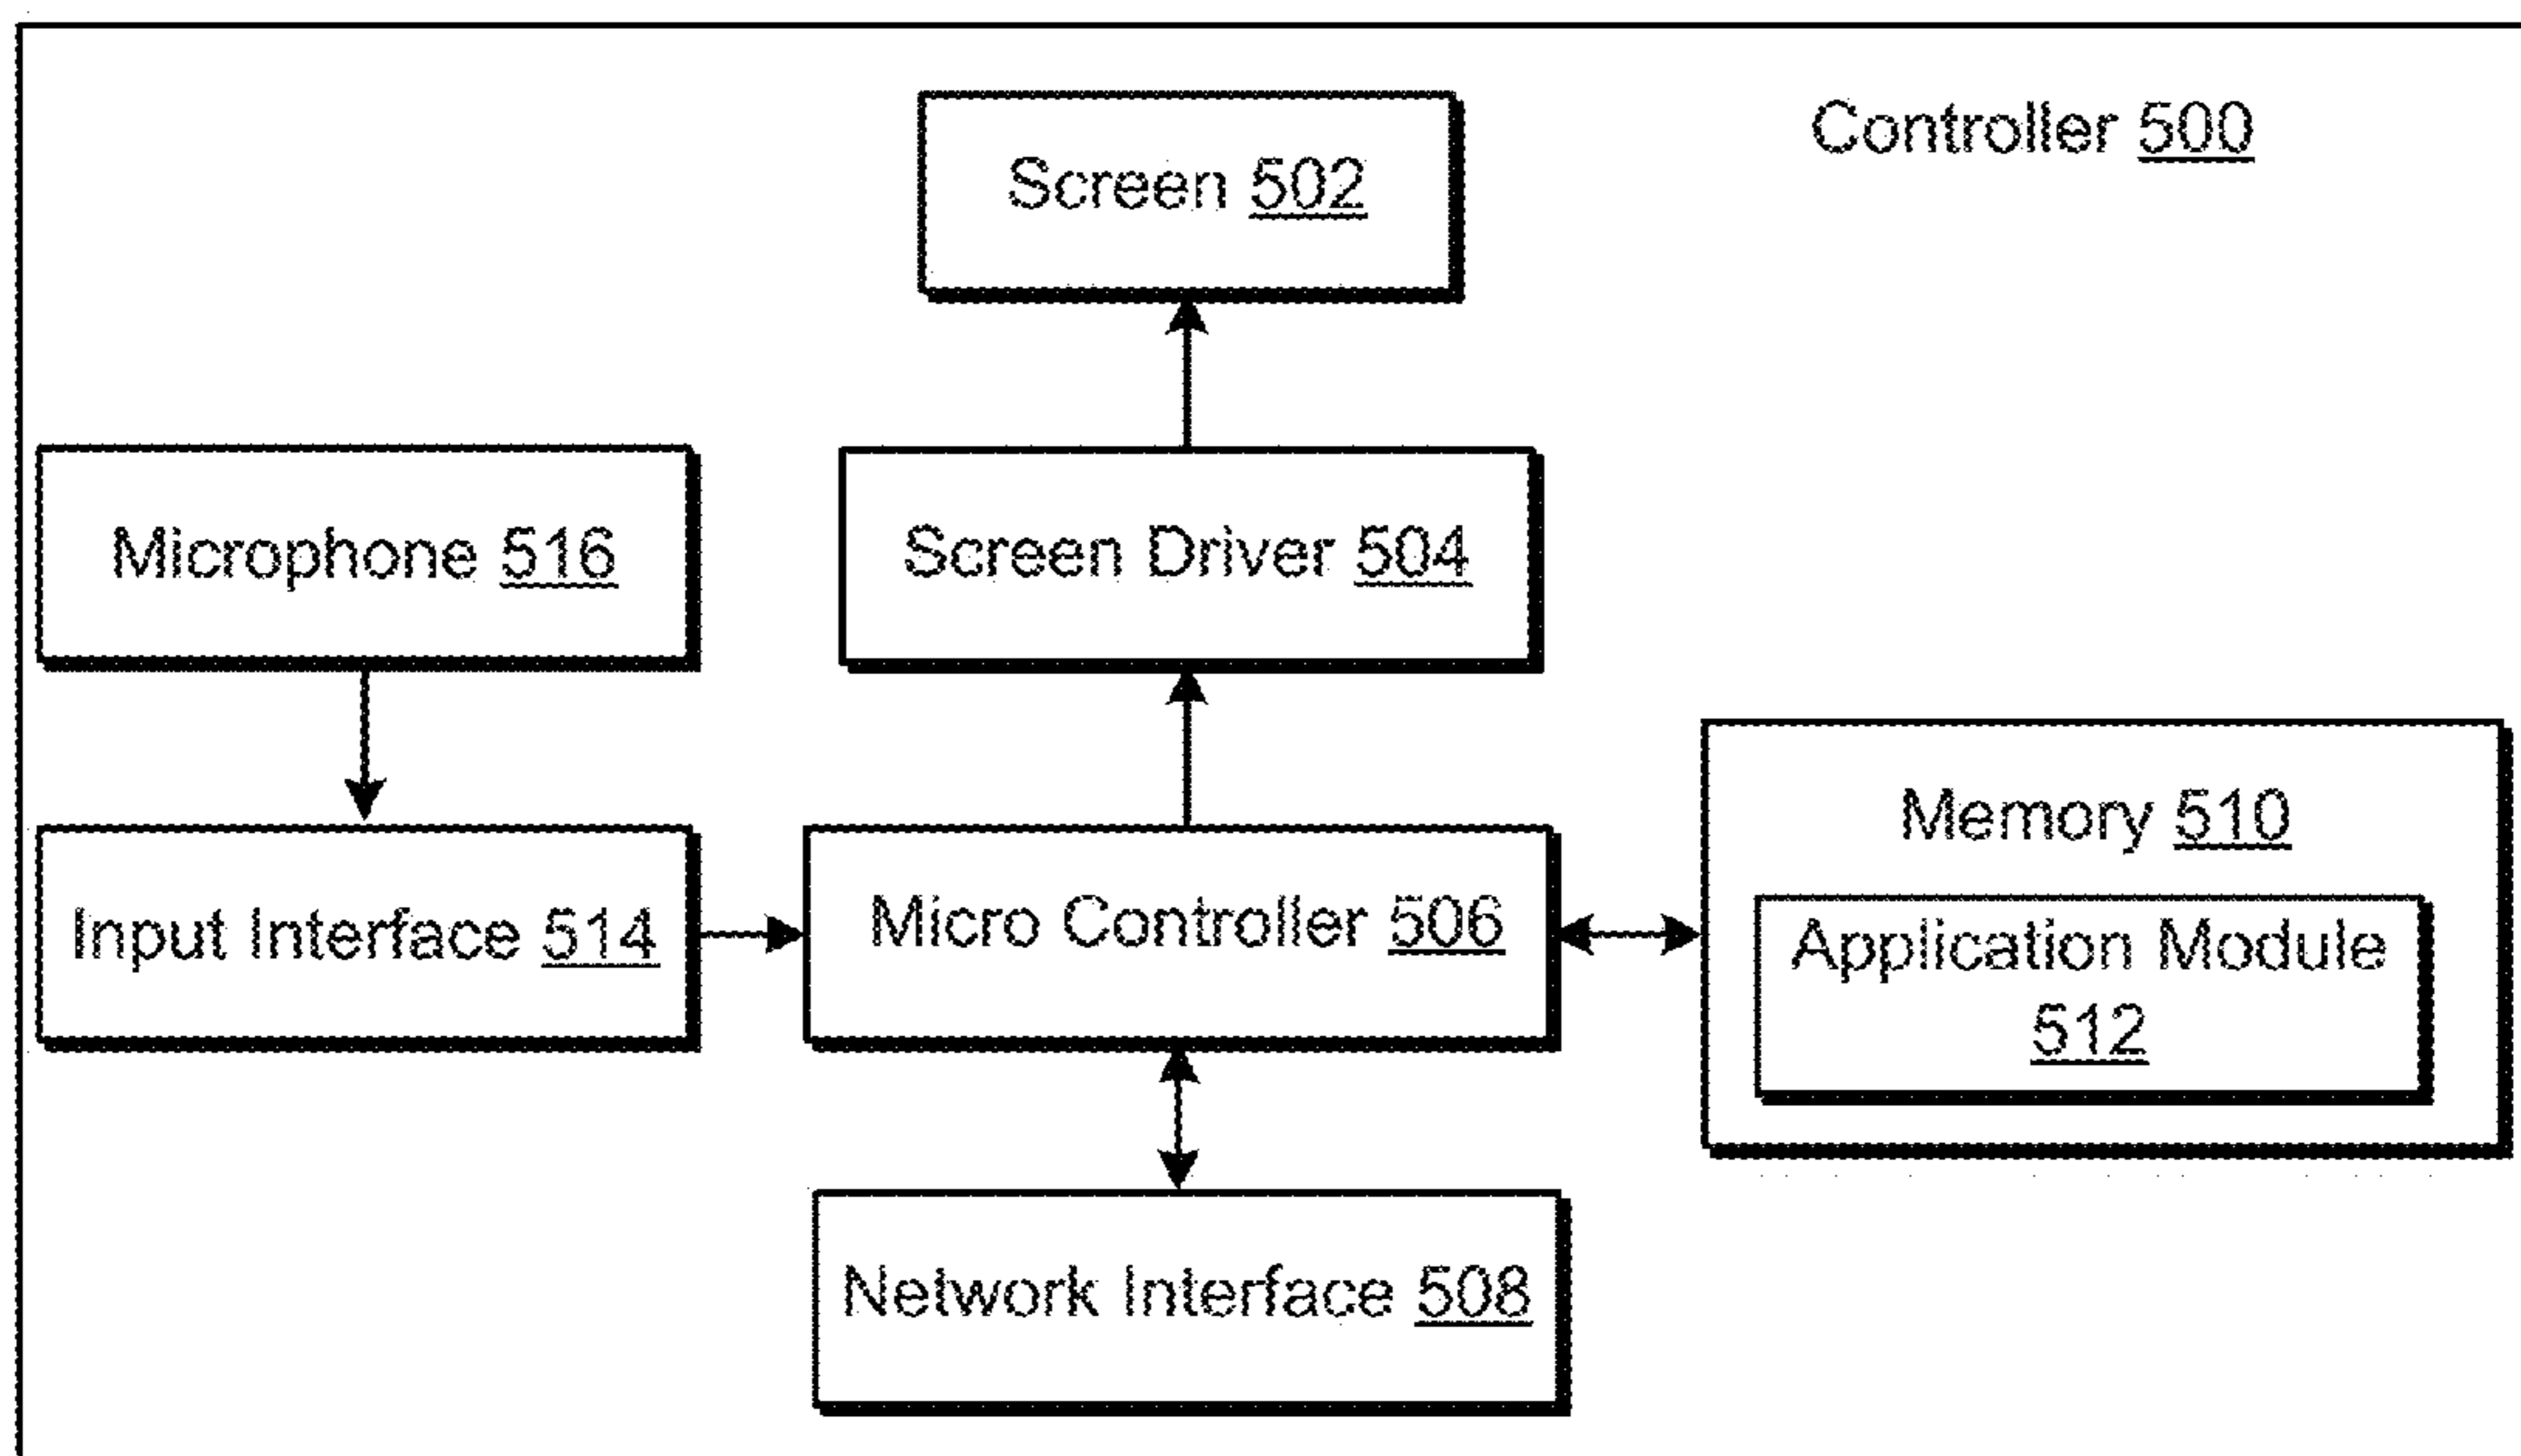 Controller 500
Screen 502
Microphone 516
Screen Driver 504
Memory 510
Input Interface 514
Micro Controller 506
Application Module
512
Network Interface 508